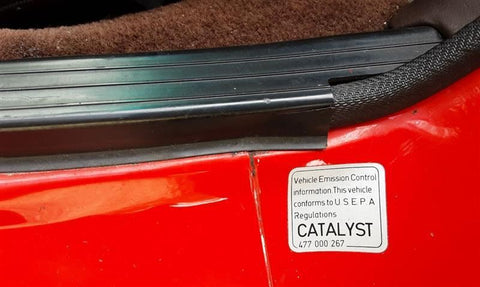 Vehicle Emission Control
information.This vehicle
conforms to U S E P A
Regulations
CATALYST
477 000 267